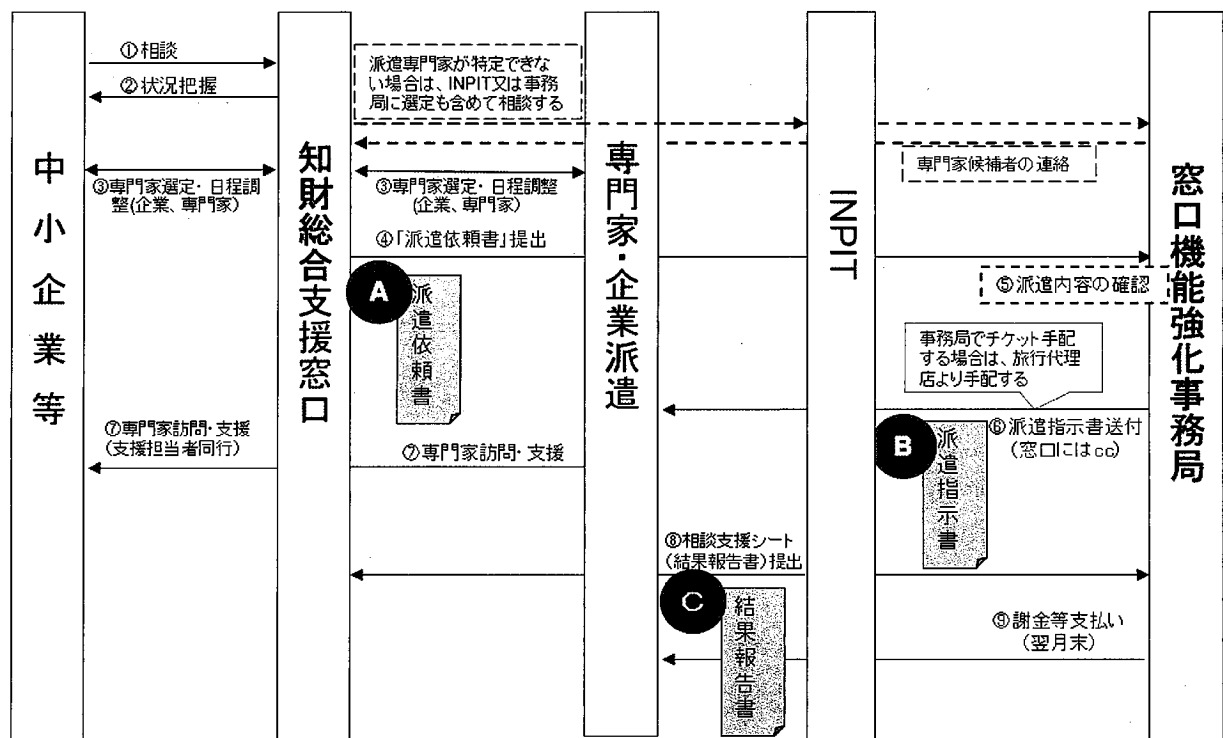 ①相談
②状況把握
派遣専門家が特定できな
い場合は、INPIT又は事務
局に選定も含めて相談する
中小企業等
知財総合支援窓口
専門家・企業派遣
INPIT
窓口機能強化事務局
専門家候補者の連絡
③専門家選定・日程調
整(企業、専門家)
③専門家選定・日程調整
(企業、専門家)
④「派遣依頼書」提出
⑤派遣内容の確認
A
派遣依頼書
事務局でチケット手配
する場合は、旅行代理
店より手配する
⑥派遣指示書送付
(窓口にはcc)
B
派遣指示書
⑦専門家訪問・支援
(支援担当者同行)
⑦専門家訪問・支援
⑧相談支援シート
(結果報告書)提出
C
結果報告書
⑨謝金等支払い
(翌月末)